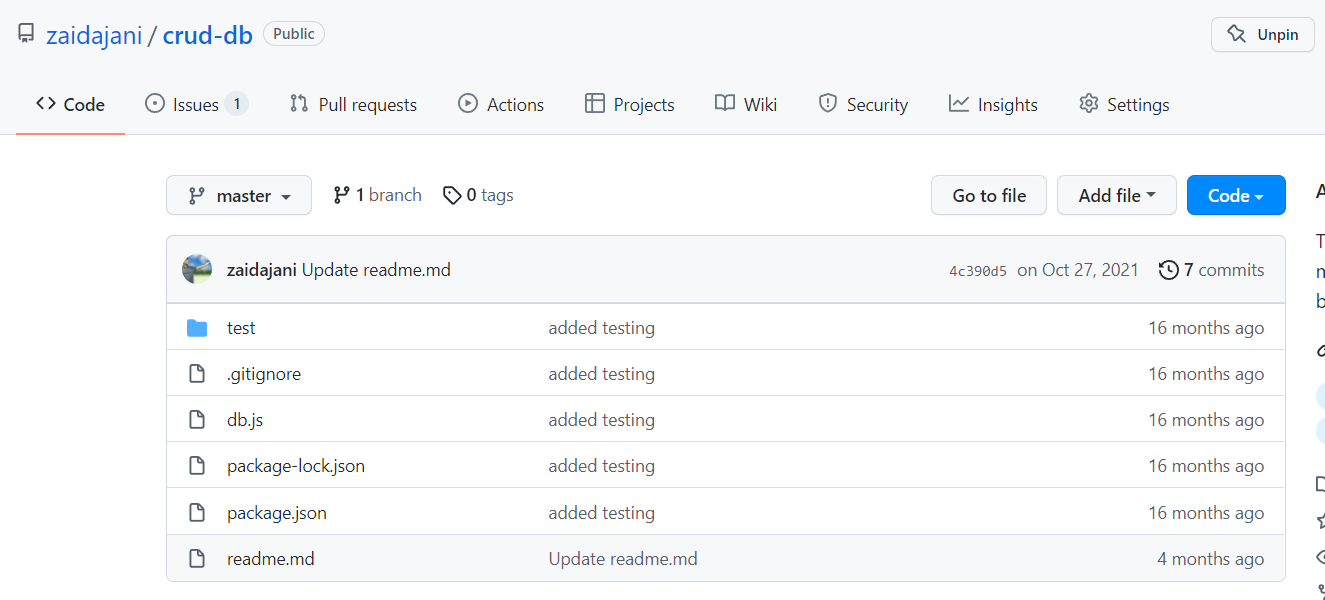 zaidajani / crud-db Public Unpin
Code Issues 1 Pull requests Actions Projects Wiki Security Insights Settings
master 1 branch 0 tags Go to file Add file Code
zaidajani Update readme.md 4c390d5 on Oct 27, 2021 7 commits
test added testing 16 months ago
.gitignore added testing 16 months ago
db.js added testing 16 months ago
package-lock.json added testing 16 months ago
package.json added testing 16 months ago
readme.md Update readme.md 4 months ago